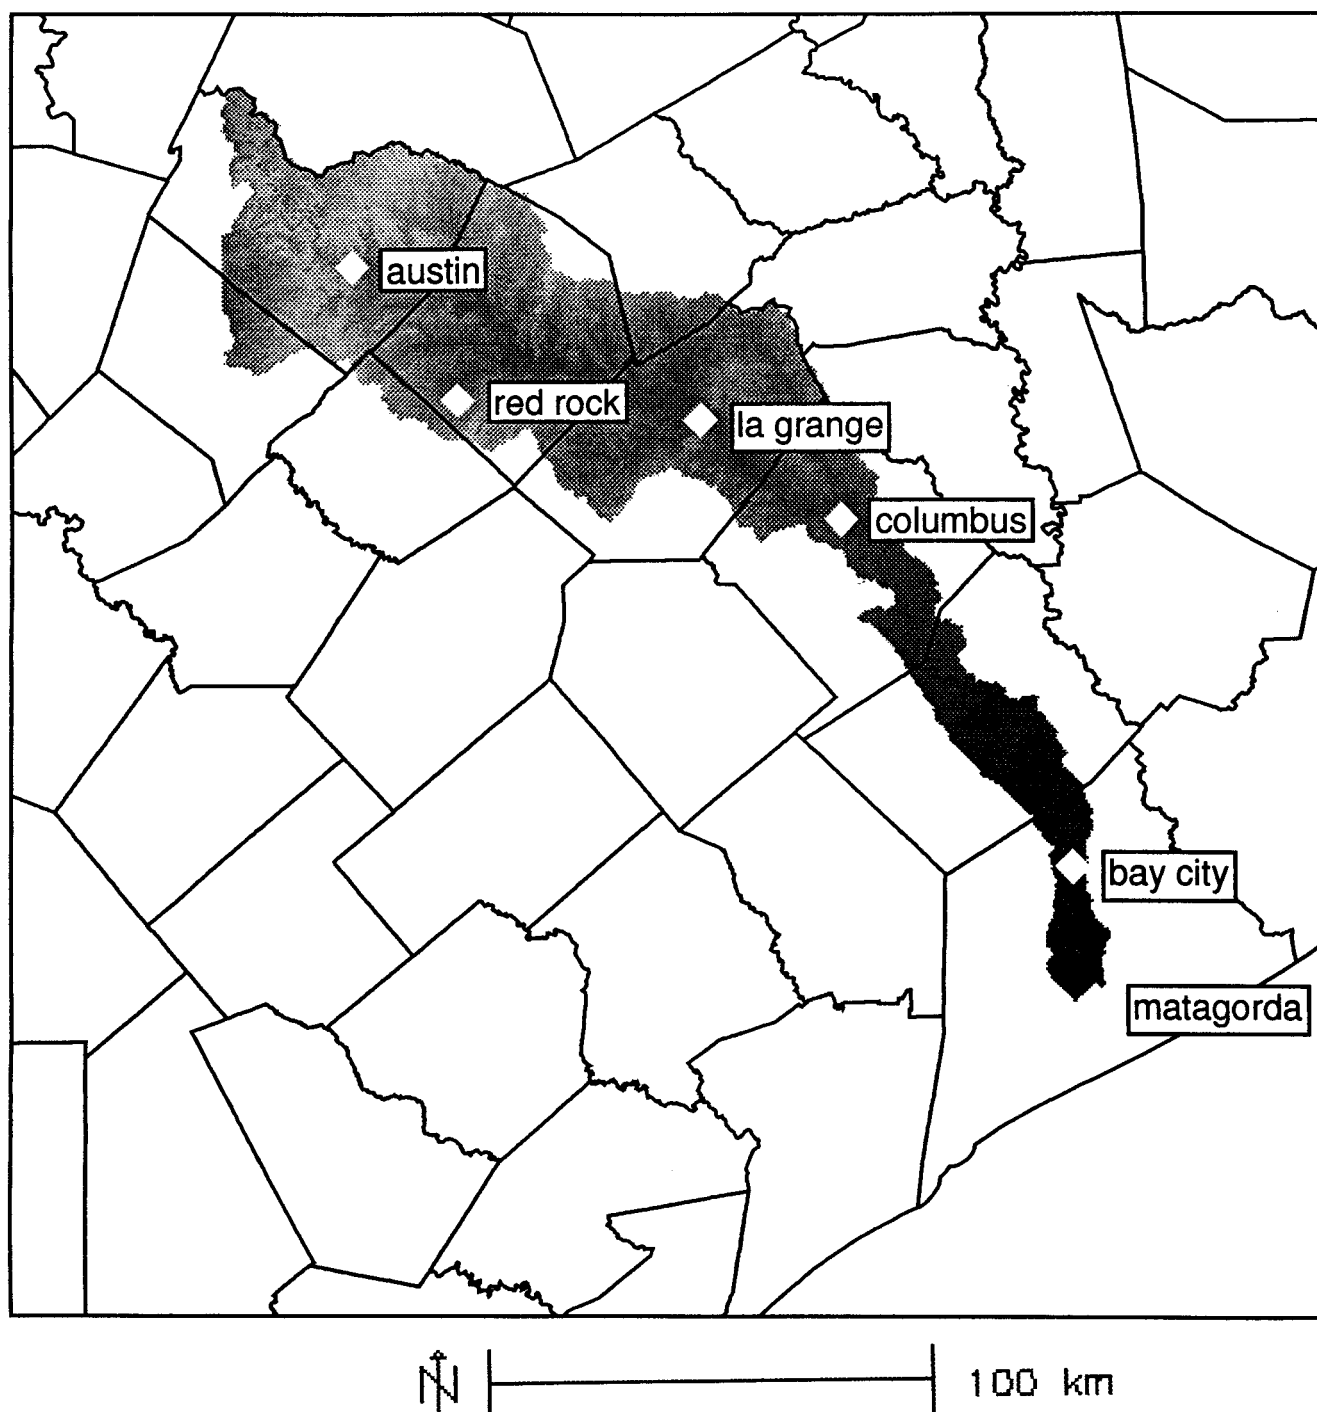 austin
red rock
la grange
columbus
bay city
matagorda
N
100 km